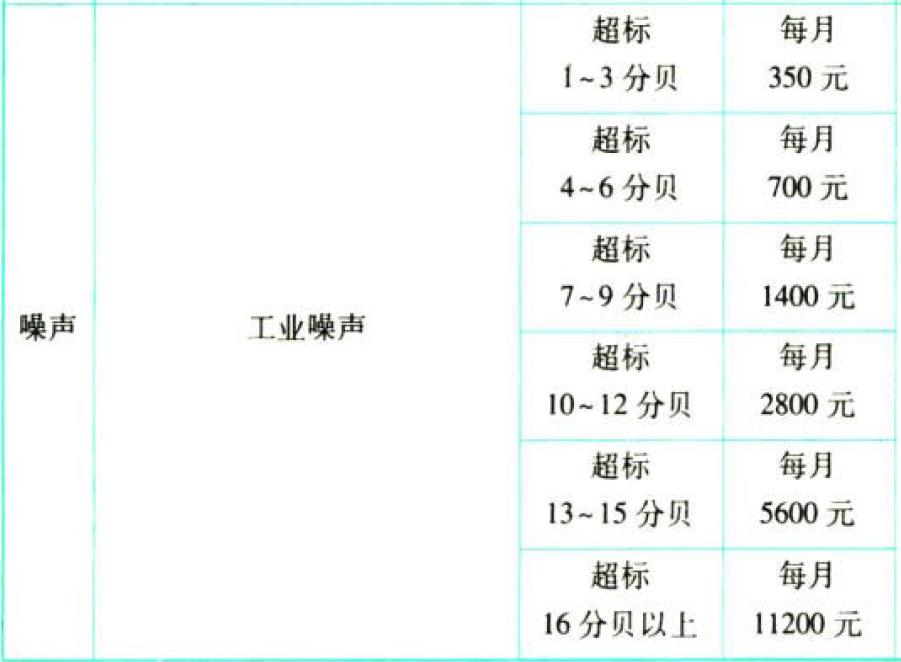 噪声
工业噪声
超标
1~3 分贝
每月
350 元
超标
4~6 分贝
每月
700 元
超标
7~9 分贝
每月
1400 元
超标
10~12 分贝
每月
2800 元
超标
13~15 分贝
每月
5600 元
超标
16 分贝以上
每月
11200 元